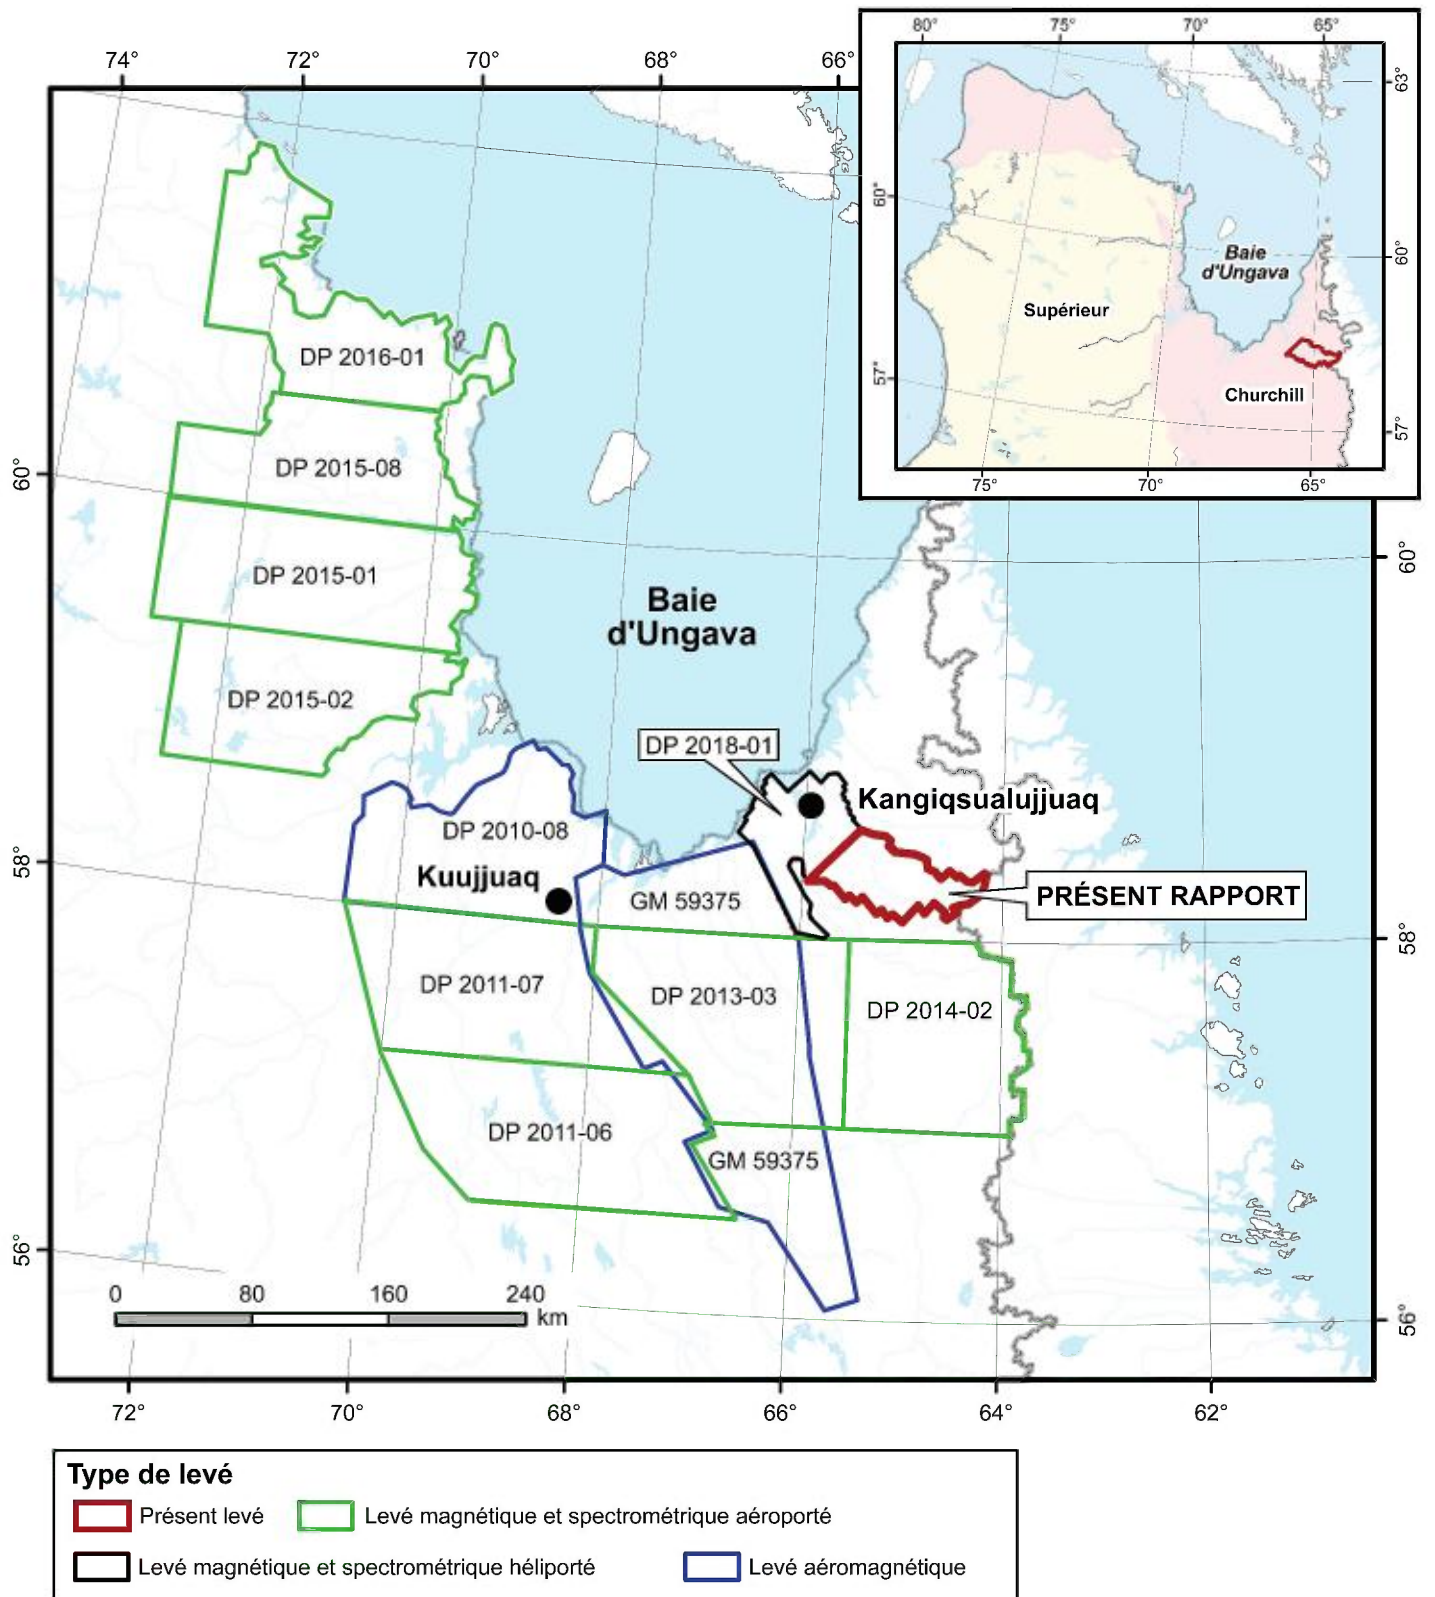 74°
72°
70°
68°
66°
80°
75°
70°
65°
63°
60°
60°
57°
57°
75°
70°
65°
Baie
d'Ungava
Supérieur
Churchill
DP 2016-01
DP 2015-08
60°
60°
DP 2015-01
Baie
d'Ungava
DP 2015-02
DP 2018-01
Kangiqsualujjuaq
DP 2010-08
58°
Kuujjuaq
GM 59375
PRÉSENT RAPPORT
58°
DP 2011-07
DP 2013-03
DP 2014-02
DP 2011-06
GM 59375
56°
56°
0 80 160 240
km
72°
70°
68°
66°
64°
62°
Type de levé
Présent levé
Levé magnétique et spectrométrique aéroporté
Levé magnétique et spectrométrique héliporté
Levé aéromagnétique